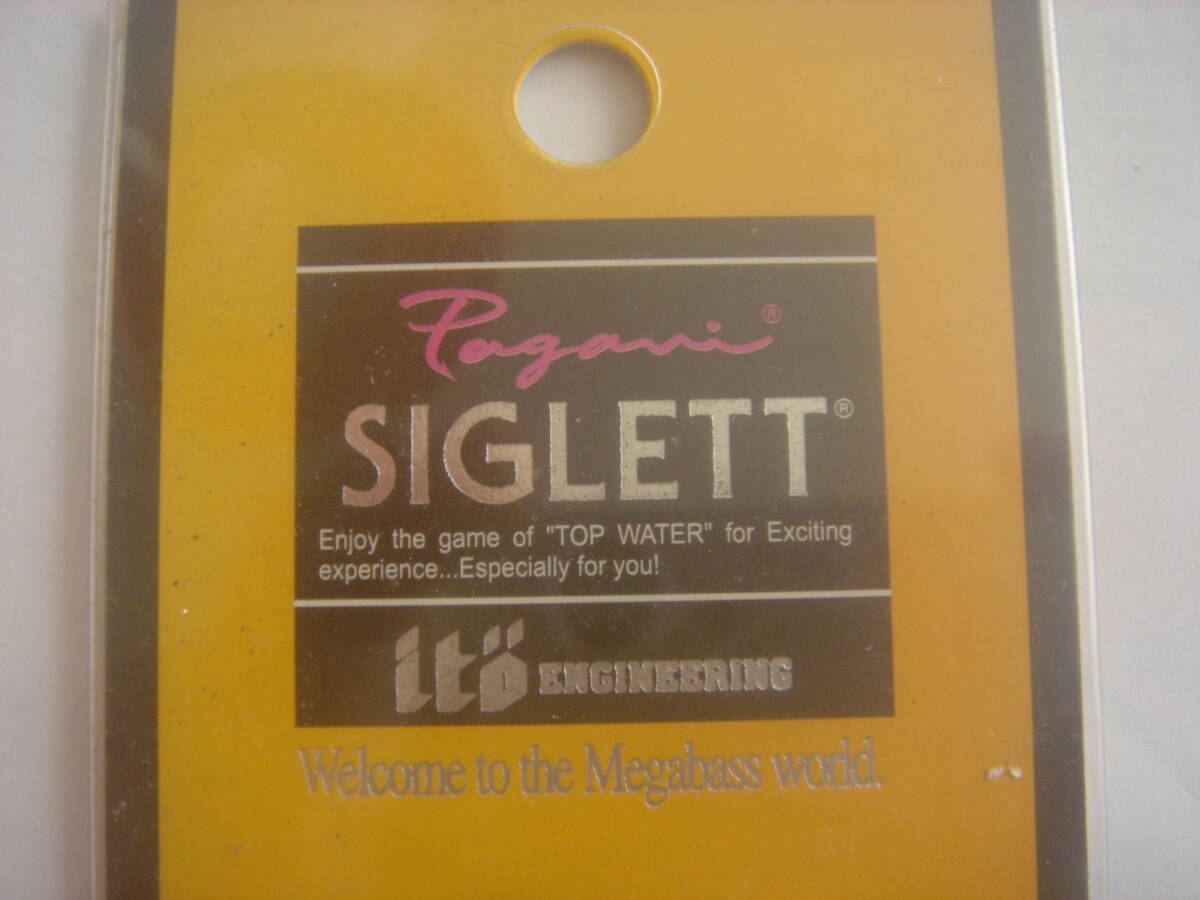 Pagani®
SIGLETT®
Enjoy the game of "TOP WATER" for Exciting
experience...Especially for you!
itö ENGINEERING
Welcome to the Megabass world.